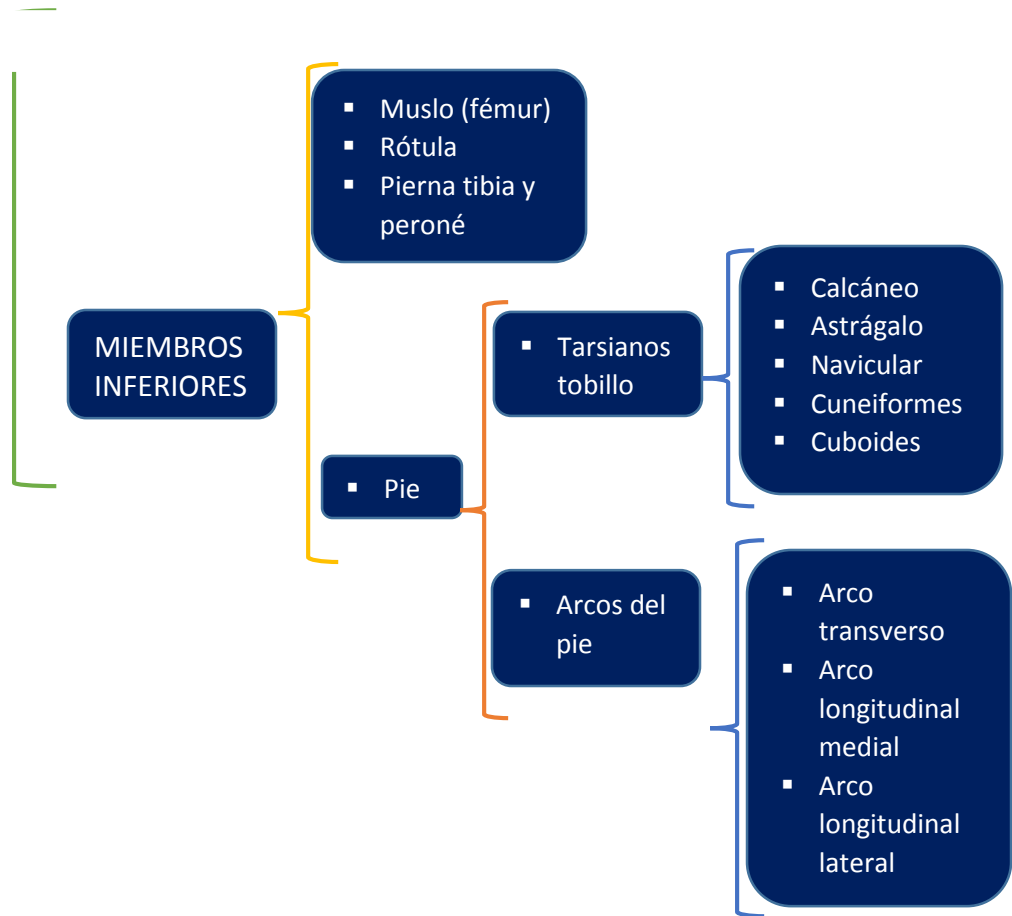 MIEMBROS
INFERIORES
▪ Muslo (fémur)
▪ Rótula
▪ Pierna tibia y
peroné
▪ Pie
▪ Tarsianos
tobillo
▪ Calcáneo
▪ Astrágalo
▪ Navicular
▪ Cuneiformes
▪ Cuboides
▪ Arcos del
pie
▪ Arco
transverso
▪ Arco
longitudinal
medial
▪ Arco
longitudinal
lateral